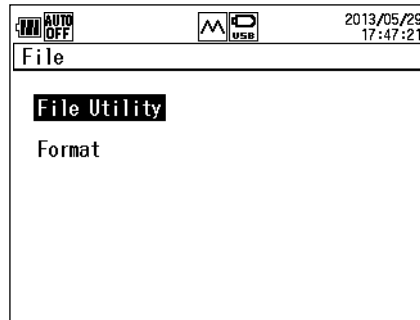 AUTO
OFF
USB
2013/05/29
17:47:21
File
File Utility
Format